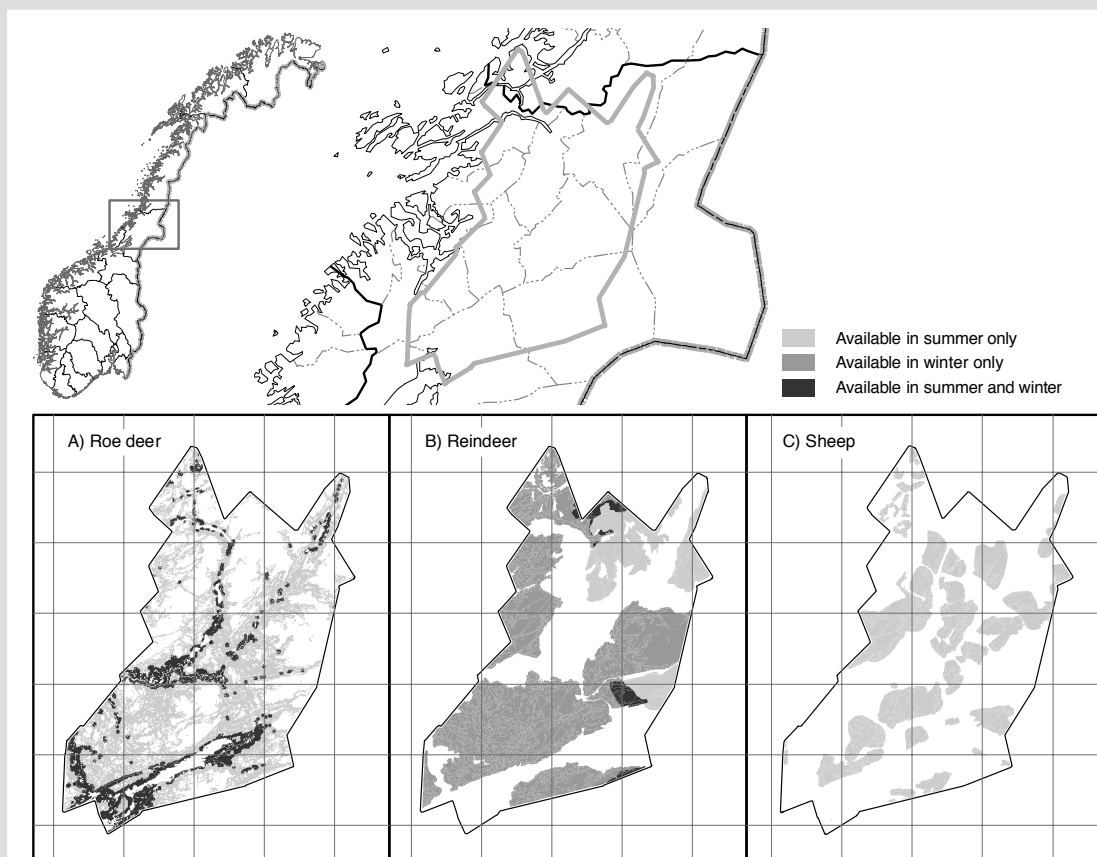 Available in summer only
Available in winter only
Available in summer and winter
A) Roe deer
B) Reindeer
C) Sheep